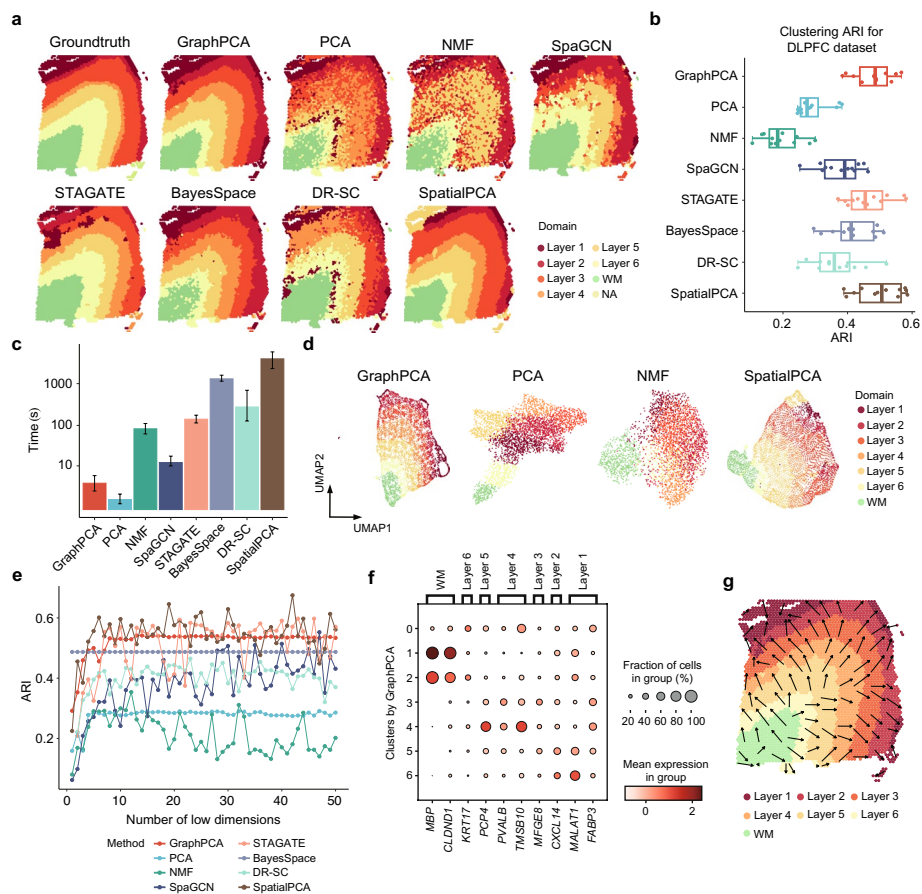 a
Groundtruth
GraphPCA
PCA
NMF
SpaGCN
STAGATE
BayesSpace
DR-SC
SpatialPCA
Domain
Layer 1
Layer 5
Layer 2
Layer 6
Layer 3
WM
Layer 4
NA
b
Clustering ARI for
DLPFC dataset
GraphPCA
PCA
NMF
SpaGCN
STAGATE
BayesSpace
DR-SC
SpatialPCA
0.2
0.4
0.6
ARI
c
Time (s)
1000
100
10
GraphPCA
PCA
NMF
SpaGCN
STAGATE
BayesSpace
DR-SC
SpatialPCA
d
GraphPCA
PCA
NMF
SpatialPCA
UMAP2
UMAP1
Domain
Layer 1
Layer 2
Layer 3
Layer 4
Layer 5
Layer 6
WM
e
ARI
0.6
0.4
0.2
0
10
20
30
40
50
Number of low dimensions
Method
GraphPCA
STAGATE
PCA
BayesSpace
NMF
DR-SC
SpaGCN
SpatialPCA
f
WM
Layer 6
Layer 5
Layer 4
Layer 3
Layer 2
Layer 1
Clusters by GraphPCA
0
1
2
3
4
5
6
MBP
CLDND1
KRT17
PCP4
PVALB
TMSB10
MFGE8
CXCL14
MALAT1
FABP3
Fraction of cells
in group (%)
20 40 60 80 100
Mean expression
in group
0
2
g
Layer 1
Layer 2
Layer 3
Layer 4
Layer 5
Layer 6
WM